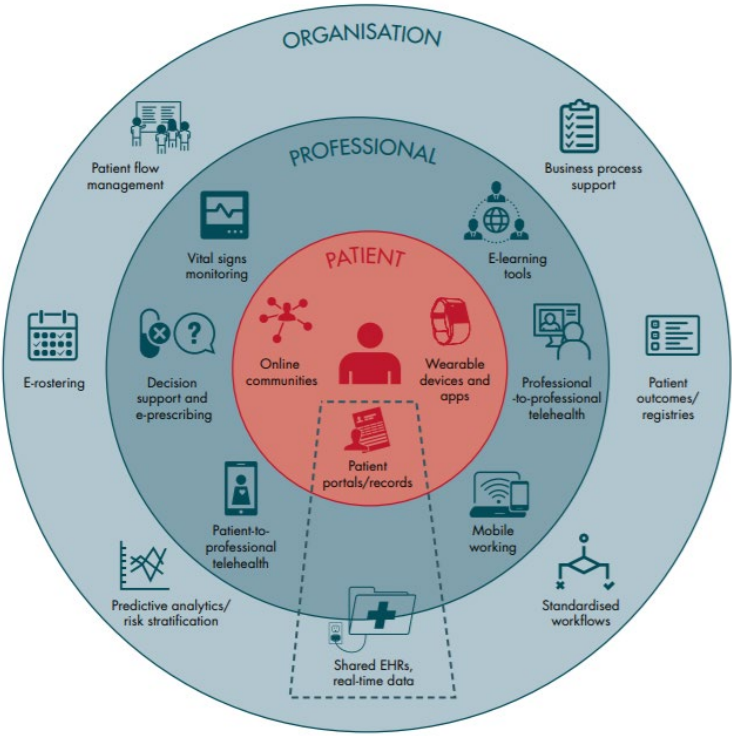 ORGANISATION
Patient flow
management
Business process
support
PROFESSIONAL
Vital signs
monitoring
E-learning
tools
PATIENT
Online
communities
Wearable
devices and
apps
E-rostering
?
Decision
support and
e-prescribing
Professional
-to-professional
telehealth
Patient
outcomes/
registries
Patient
portals/records
Patient-to-
professional
telehealth
Mobile
working
Predictive analytics/
risk stratification
Standardised
workflows
Shared EHRs,
real-time data